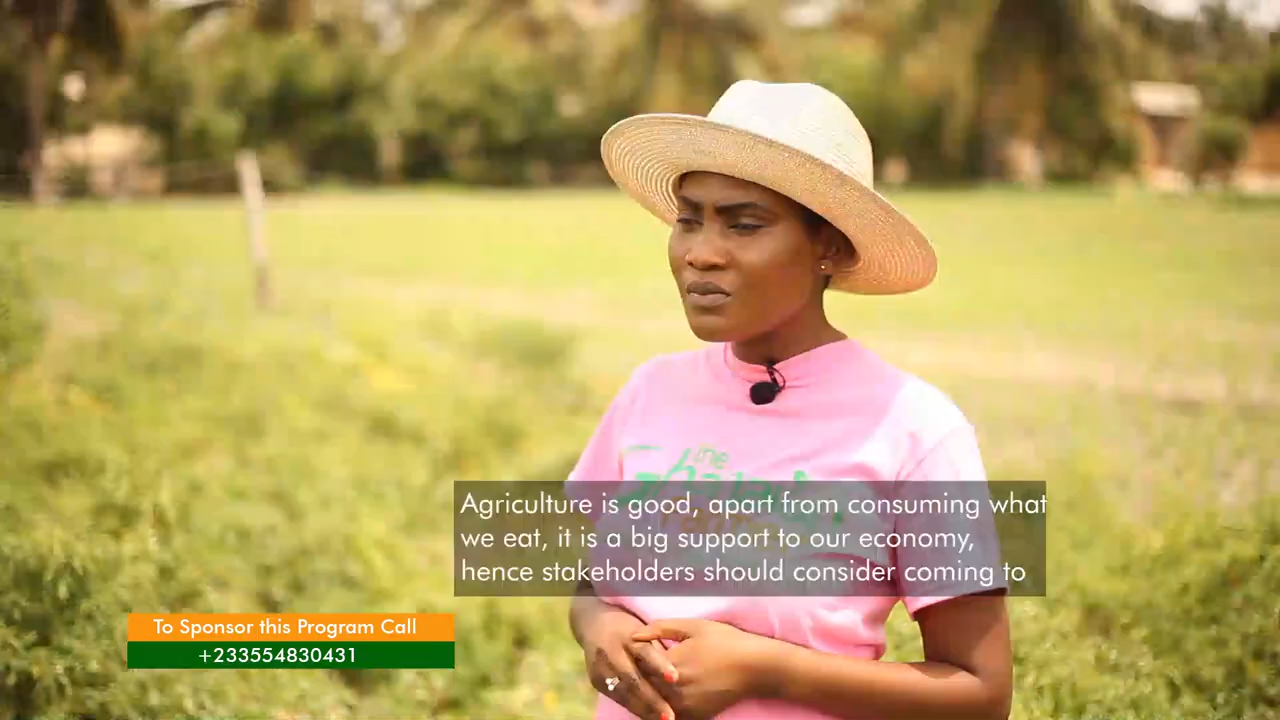 the
Agriculture is good, apart from consuming what
we eat, it is a big support to our economy,
hence stakeholders should consider coming to
To Sponsor this Program Call
+233554830431